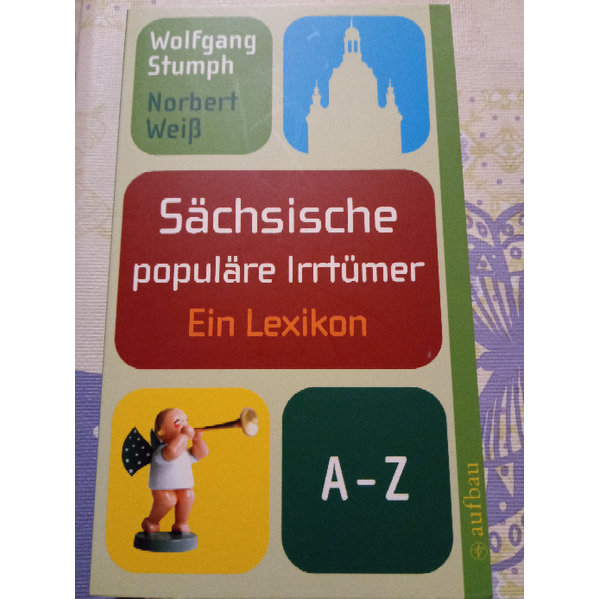 Wolfgang
Stumph
Norbert
Weiß
Sächsische
populäre Irrtümer
Ein Lexikon
A-Z
aufbau